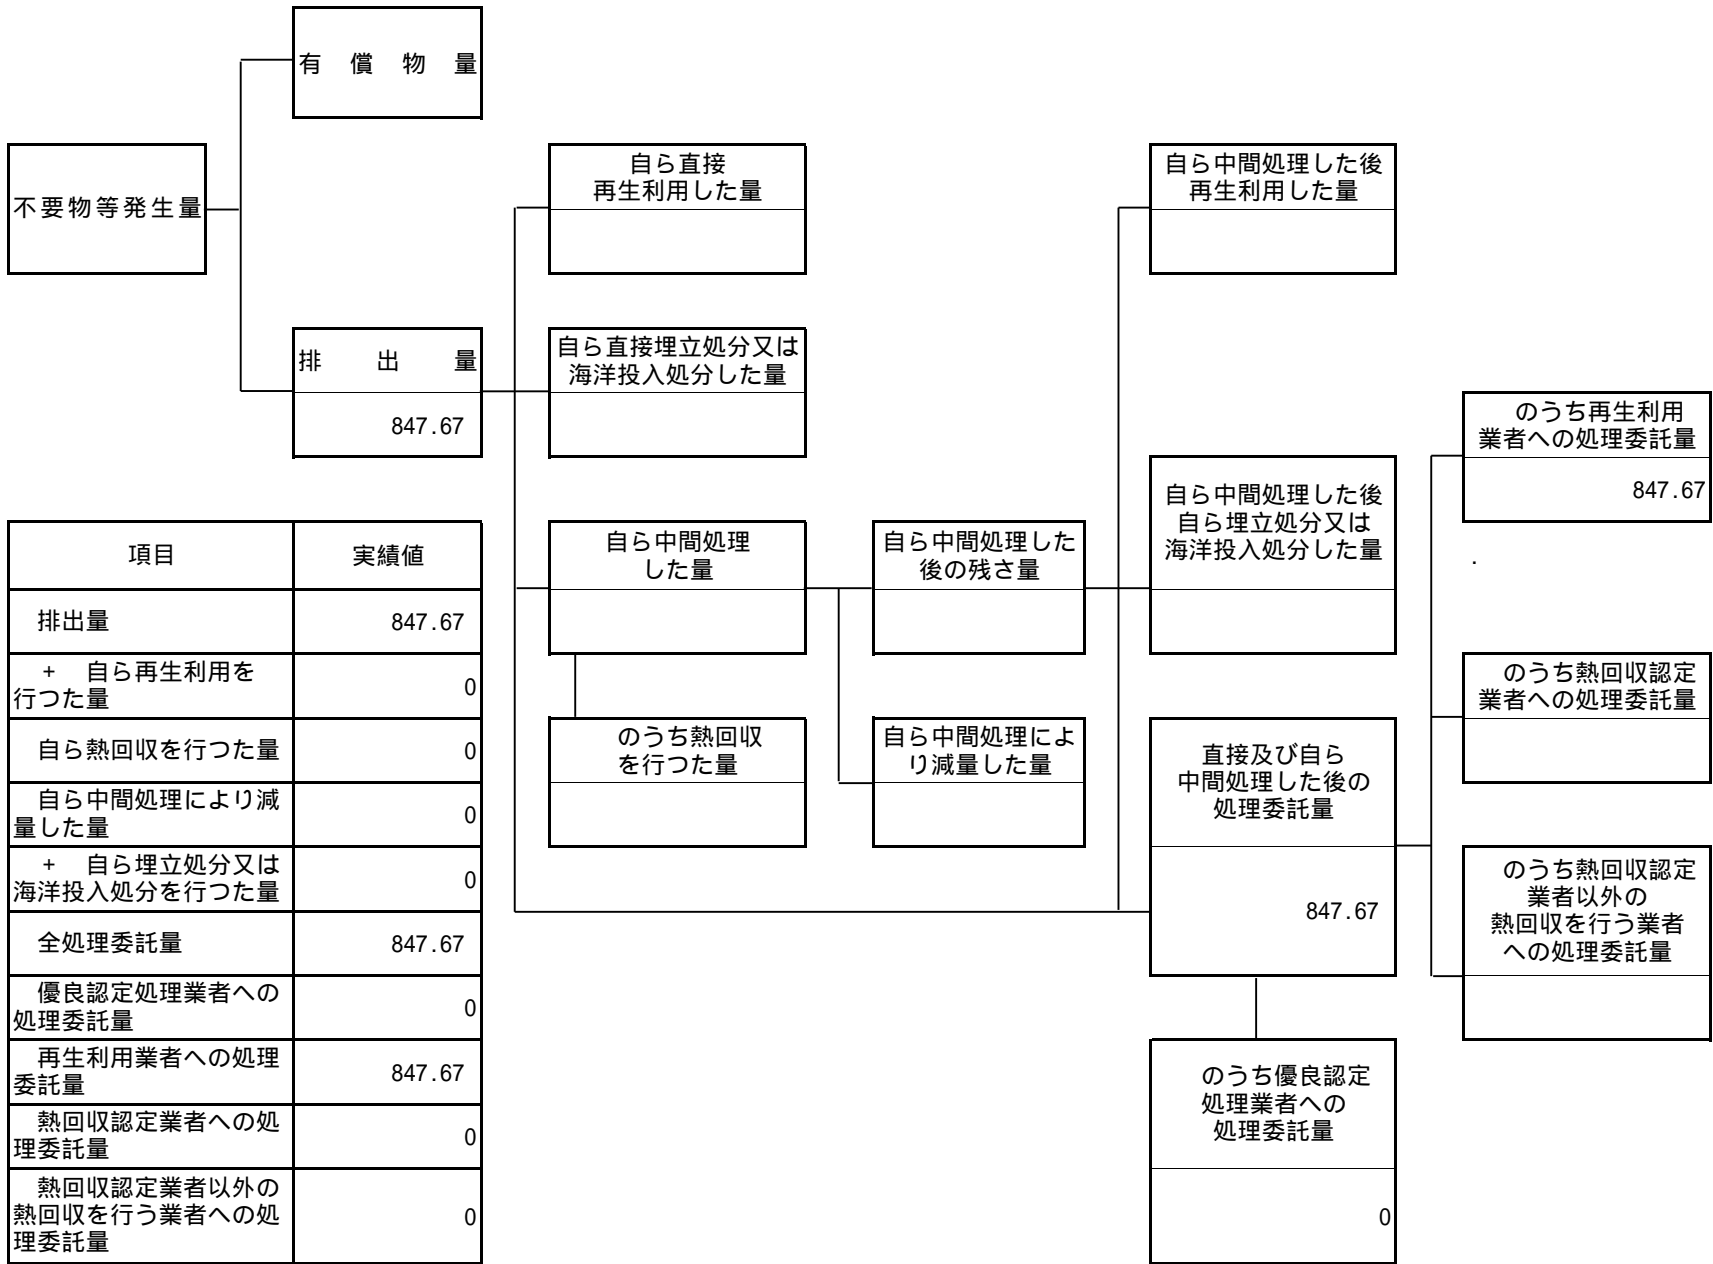 有　償　物　量
不要物等発生量
自ら直接
再生利用した量
自ら中間処理した後
再生利用した量
排　出　量
847.67
自ら直接埋立処分又は
海洋投入処分した量
のうち再生利用
業者への処理委託量
847.67
.
自ら中間処理した後
自ら埋立処分又は
海洋投入処分した量
自ら中間処理
した量
自ら中間処理した
後の残さ量
のうち熱回収
を行つた量
自ら中間処理によ
り減量した量
直接及び自ら
中間処理した後の
処理委託量
847.67
のうち熱回収認定
業者への処理委託量
のうち熱回収認定
業者以外の
熱回収を行う業者
への処理委託量
のうち優良認定
処理業者への
処理委託量
0
項目　実績値
排出量　847.67
+　自ら再生利用を
行つた量　0
自ら熱回収を行つた量　0
自ら中間処理により減
量した量　0
+　自ら埋立処分又は
海洋投入処分を行つた量　0
全処理委託量　847.67
優良認定処理業者への
処理委託量　0
再生利用業者への処理
委託量　847.67
熱回収認定業者への処
理委託量　0
熱回収認定業者以外の
熱回収を行う業者への処
理委託量　0